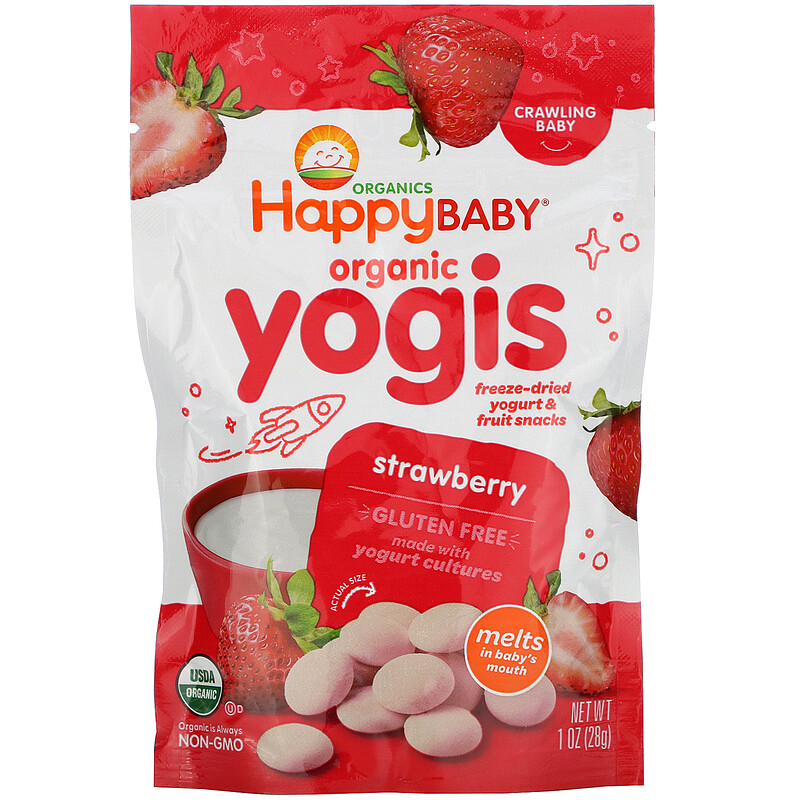 CRAWLING
BABY
ORGANICS
HappyBABY®
organic
yogis
freeze-dried
yogurt &
fruit snacks
strawberry
GLUTEN FREE
made with
yogurt cultures
ACTUAL SIZE
melts
in baby's
mouth
USDA
ORGANIC
U D
Organic is Always
NON-GMO
NET WT
1 OZ (28g)